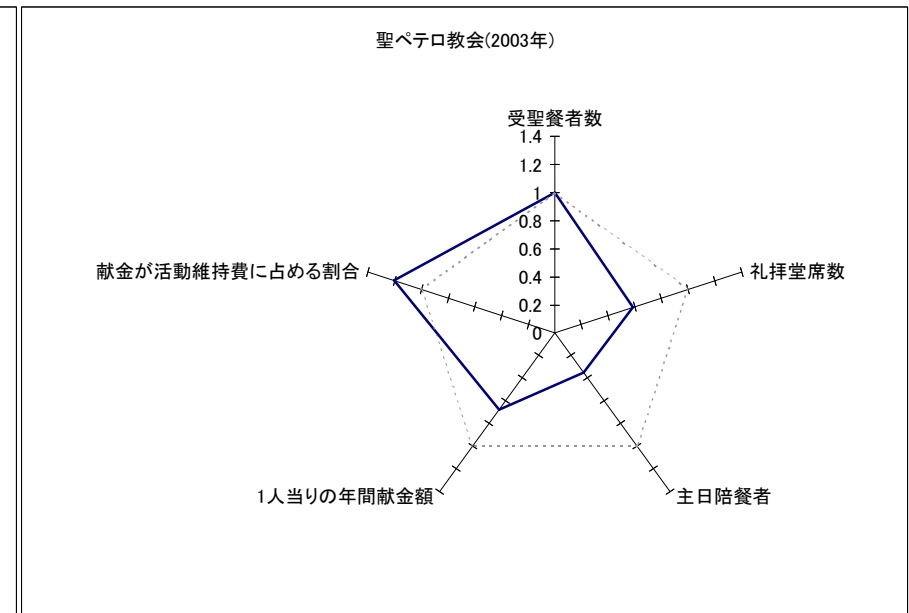 聖ペテロ教会(2003年)
受聖餐者数
1.4
1.2
1
0.8
0.6
0.4
0.2
0
献金が活動維持費に占める割合
礼拝堂席数
1人当りの年間献金額
主日陪餐者